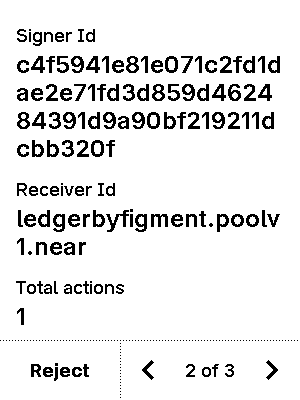 Signer Id
c4f5941e81e071c2fd1d
ae2e71fd3d859d4624
84391d9a90bf219211d
cbb320f
Receiver Id
ledgerbyfigment.poolv
1.near
Total actions
1
Reject
2 of 3